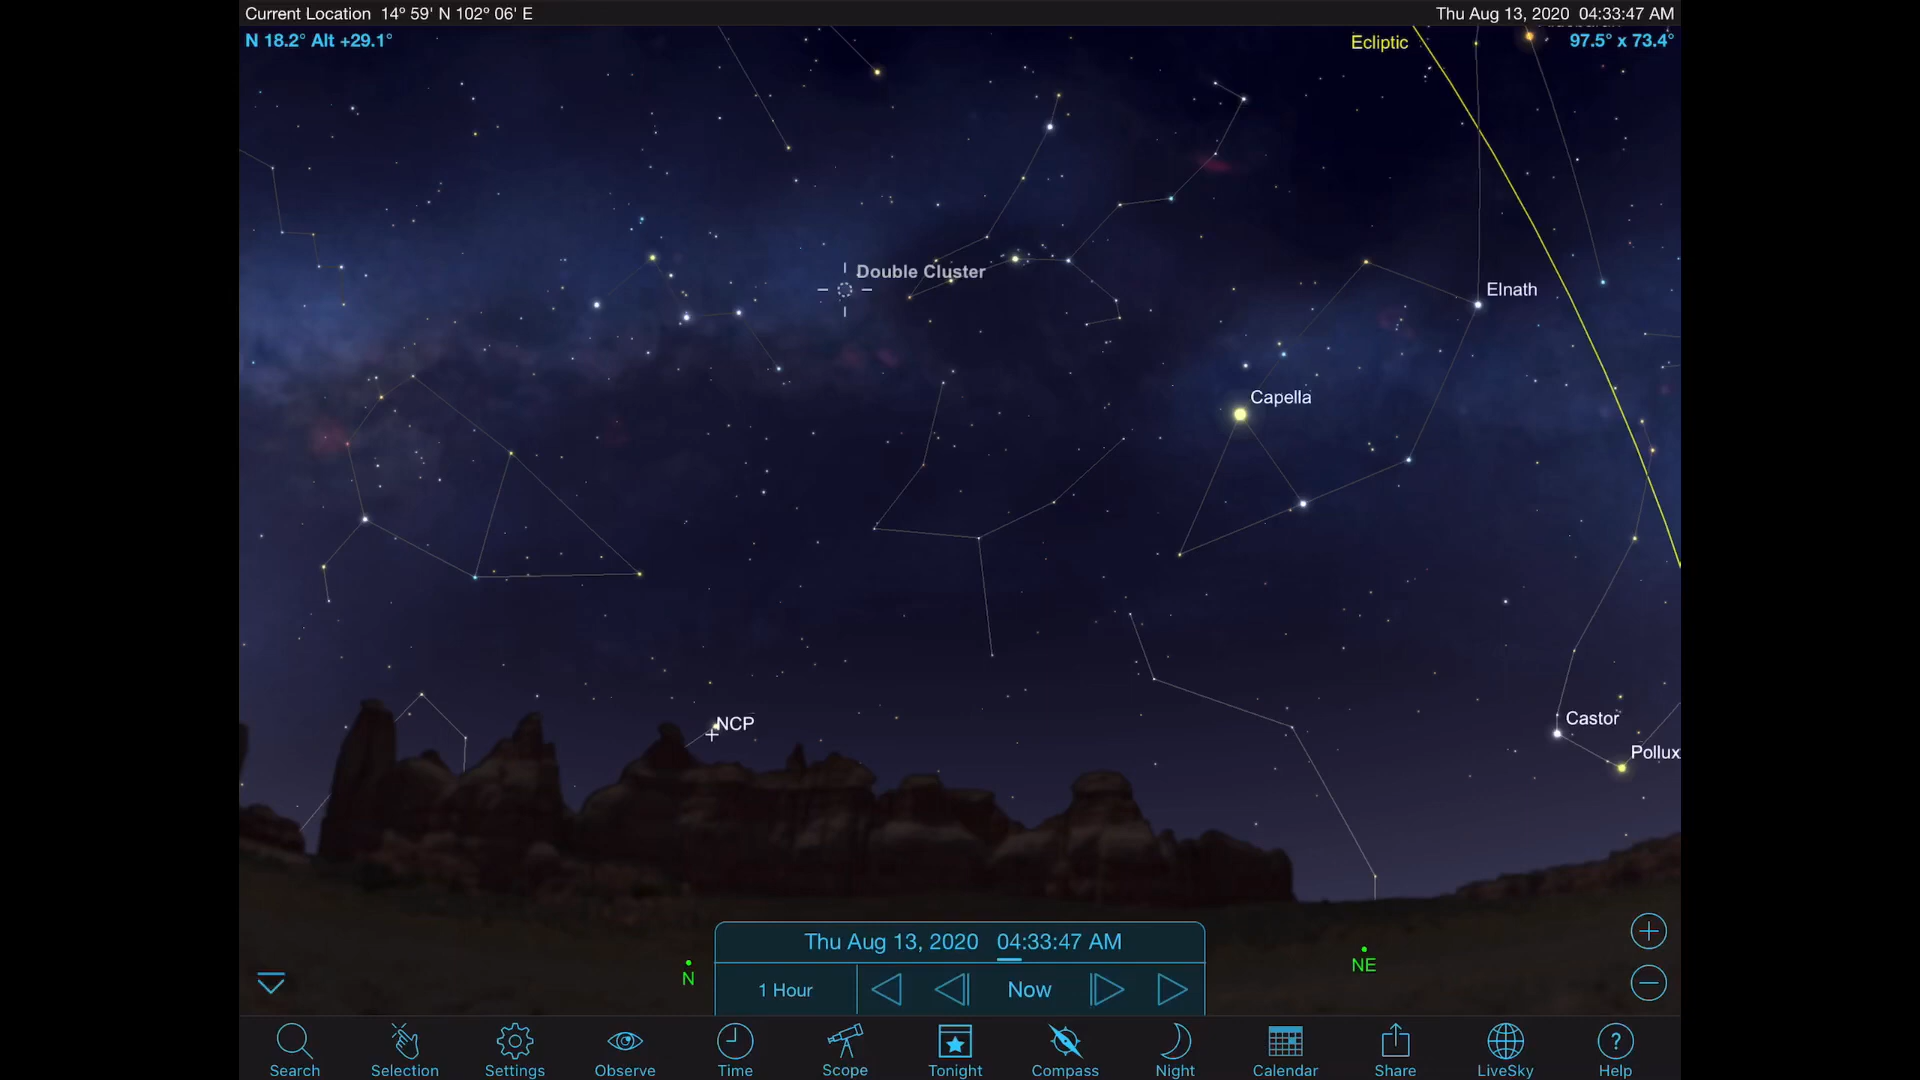 Current Location 14° 59' N 102° 06' E
Thu Aug 13, 2020 04:33:47 AM
N 18.2° Alt +29.1°
Ecliptic
97.5° x 73.4°
Double Cluster
Elnath
Capella
NCP
Castor
Pollux
Thu Aug 13, 2020 04:33:47 AM
N
NE
1 Hour
Now
Search
Selection
Settings
Observe
Time
Scope
Tonight
Compass
Night
Calendar
Share
LiveSky
Help